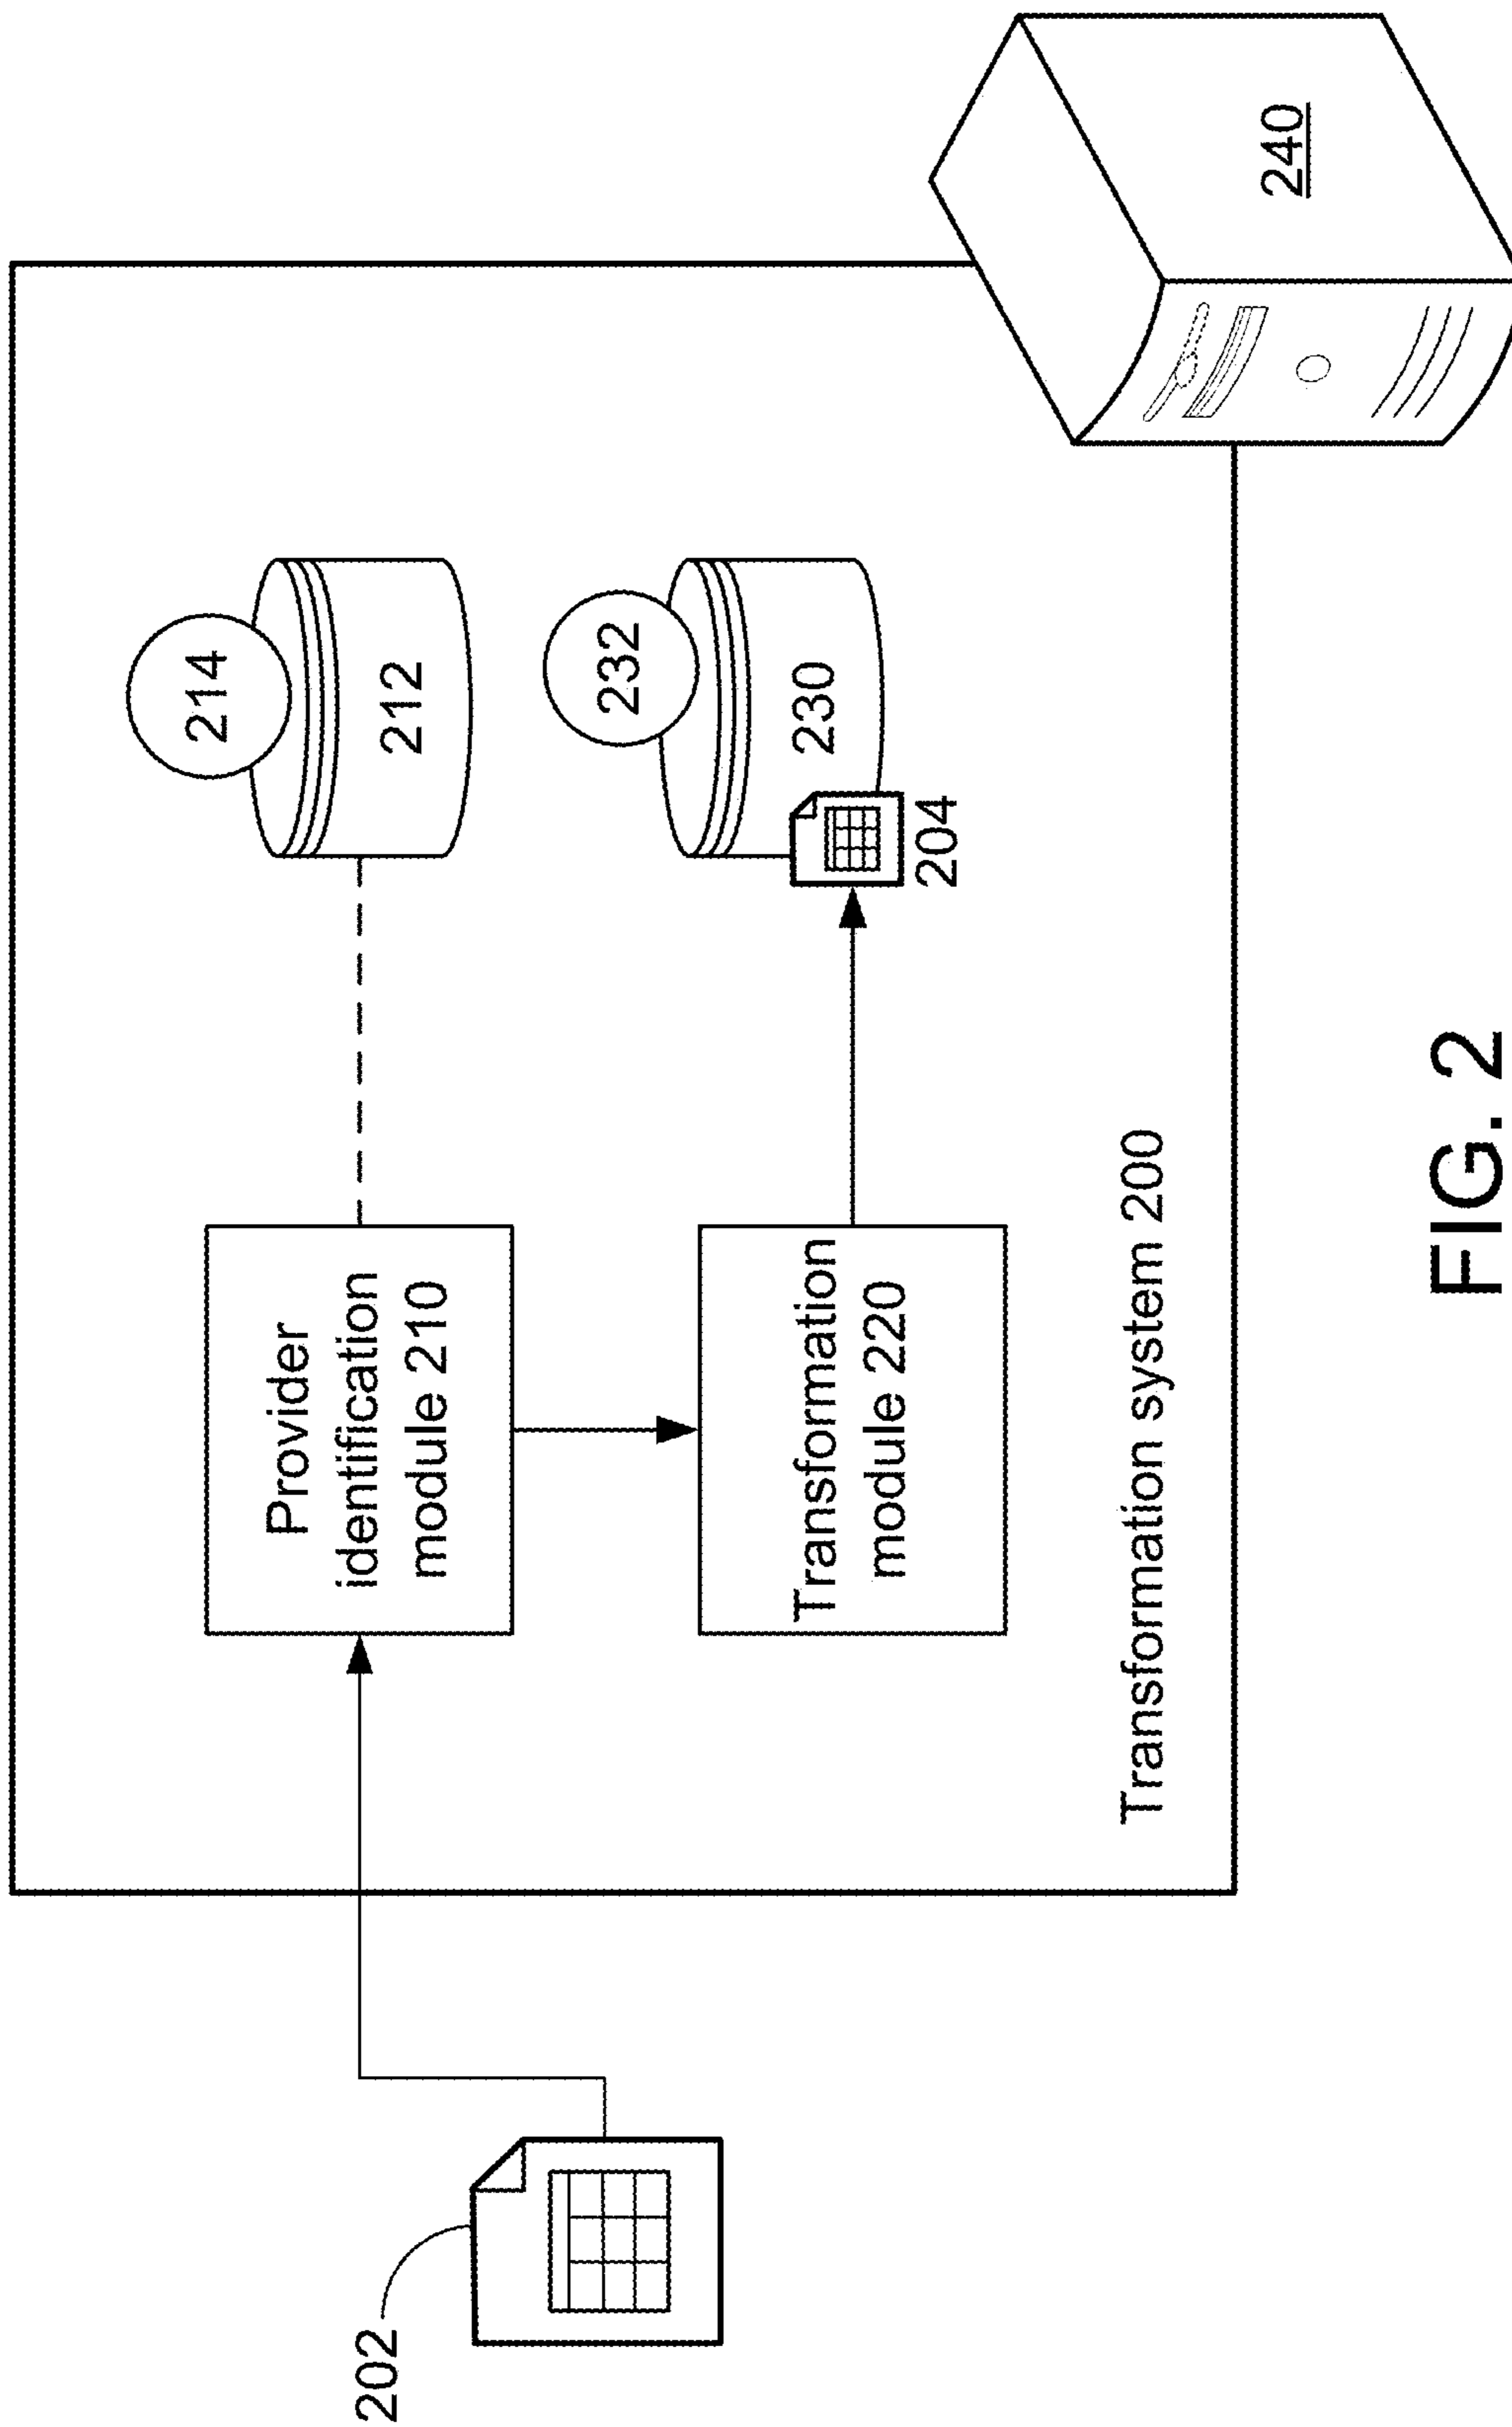 214
212
Provider
identification
module 210
240
232
230
204
202
Transformation
module 220
Transformation system 200
FIG. 2